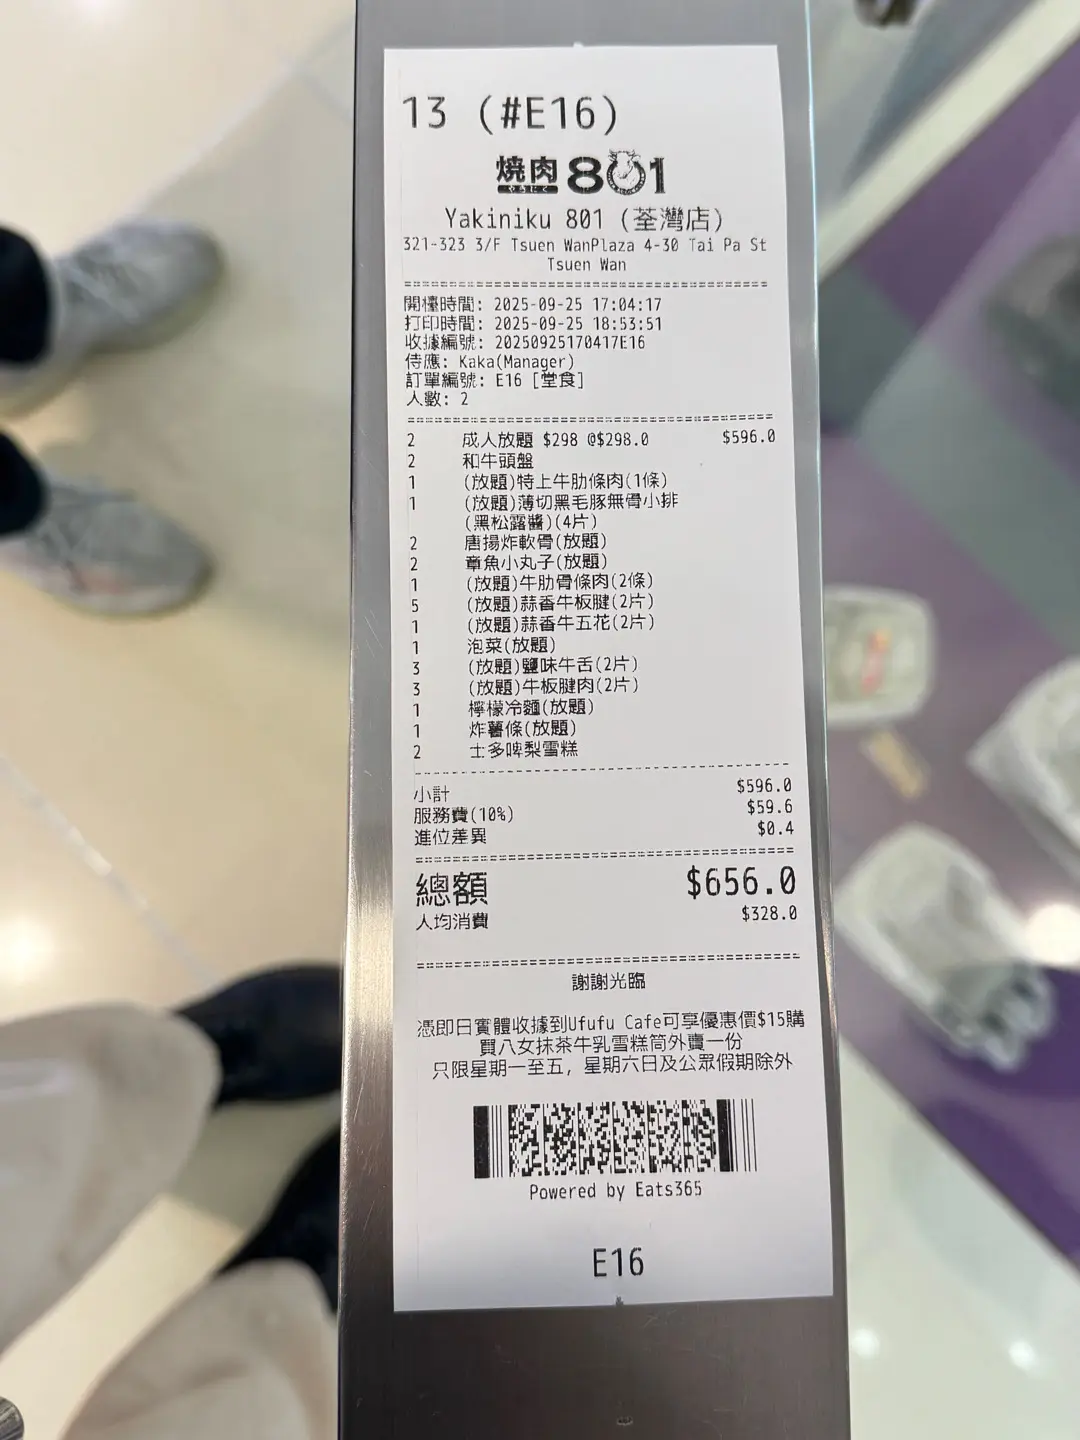 13 (#E16)
焼肉 801
やきにく
Yakiniku 801 (荃灣店)
321-323 3/F Tsuen WanPlaza 4-30 Tai Pa St
Tsuen Wan
開檯時間: 2025-09-25 17:04:17
打印時間: 2025-09-25 18:53:51
收據編號: 20250925170417E16
侍應: Kaka(Manager)
訂單編號: E16 [堂食]
人數: 2
2 成人放題 $298 @$298.0 $596.0
2 和牛頭盤
1 (放題)特上牛肋條肉(1條)
1 (放題)薄切黑毛豚無骨小排
(黑松露醬)(4片)
2 唐揚炸軟骨(放題)
2 章魚小丸子(放題)
1 (放題)牛肋骨條肉(2條)
5 (放題)蒜香牛板腱(2片)
1 (放題)蒜香牛五花(2片)
1 泡菜(放題)
3 (放題)鹽味牛舌(2片)
3 (放題)牛板腱肉(2片)
1 檸檬冷麵(放題)
1 炸薯條(放題)
2 士多啤梨雪糕
小計 $596.0
服務費(10%) $59.6
進位差異 $0.4
總額 $656.0
人均消費 $328.0
謝謝光臨
憑即日實體收據到Ufufu Cafe可享優惠價$15購
買八女抹茶牛乳雪糕筒外賣一份
只限星期一至五, 星期六日及公眾假期除外
Powered by Eats365
E16